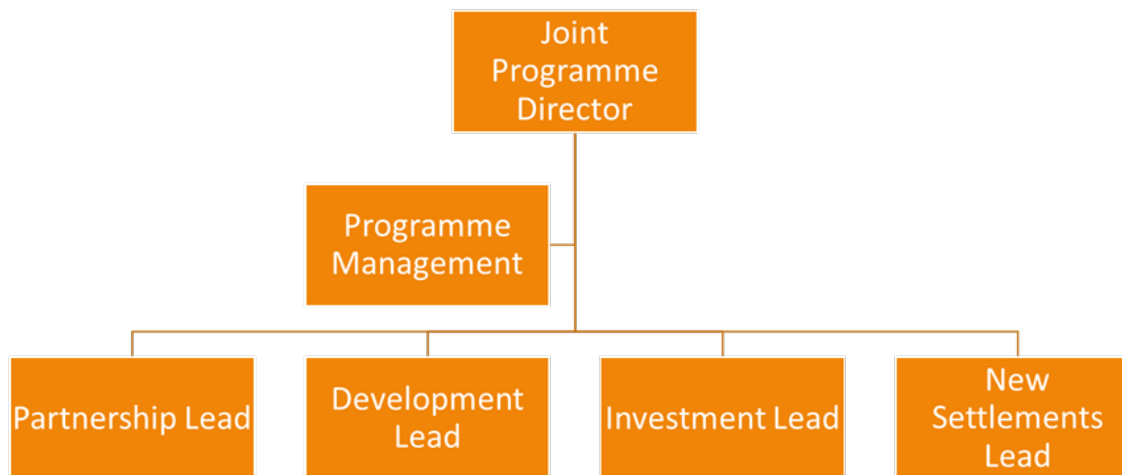 Joint
Programme
Director
Programme
Management
Partnership Lead
Development
Lead
Investment Lead
New
Settlements
Lead